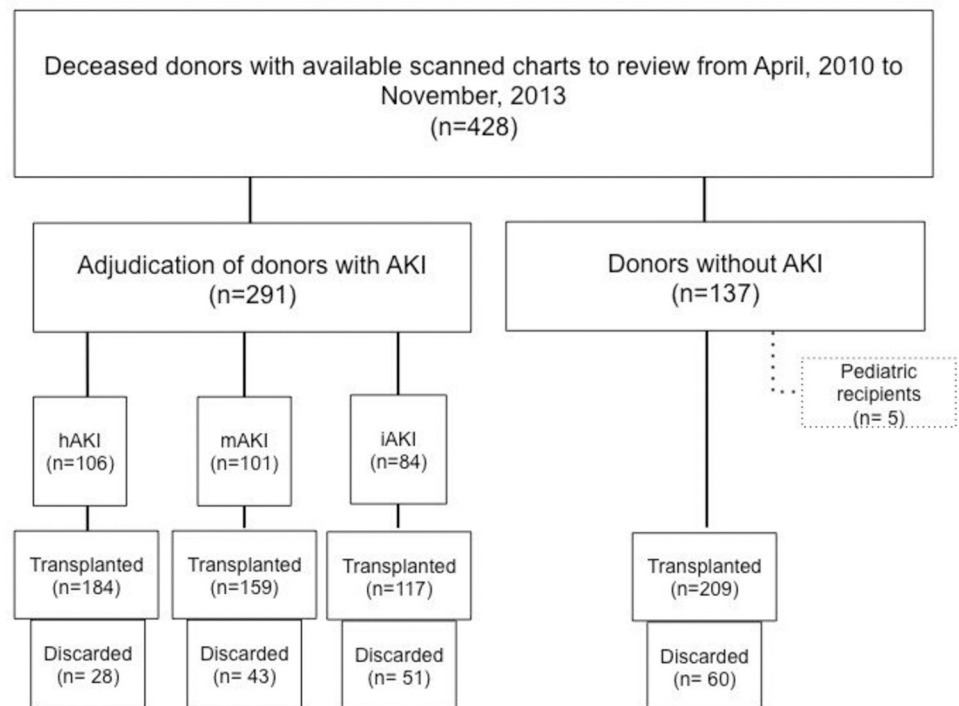 Deceased donors with available scanned charts to review from April, 2010 to
November, 2013
(n=428)
Adjudication of donors with AKI
(n=291)
Donors without AKI
(n=137)
Pediatric
recipients
(n= 5)
hAKI
(n=106)
mAKI
(n=101)
iAKI
(n=84)
Transplanted
(n=184)
Transplanted
(n=159)
Transplanted
(n=117)
Transplanted
(n=209)
Discarded
(n= 28)
Discarded
(n= 43)
Discarded
(n= 51)
Discarded
(n= 60)